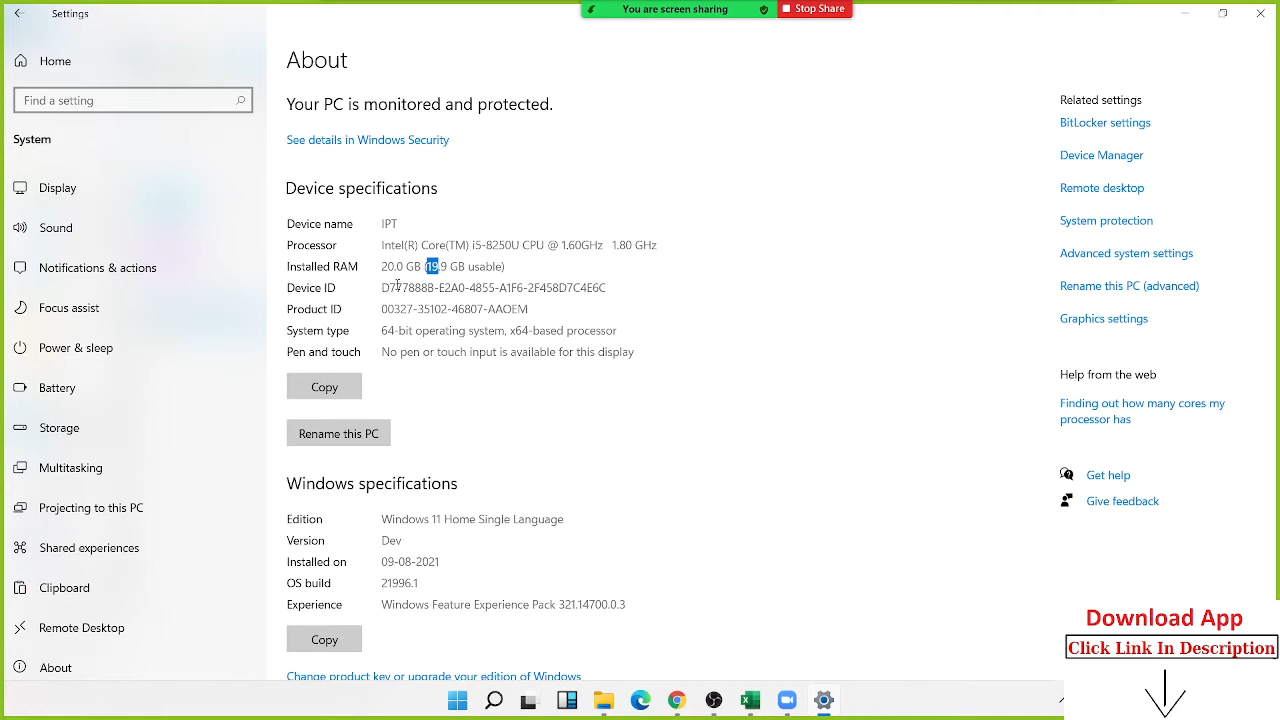 Settings
You are screen sharing
Stop Share
Home
Find a setting
System
Display
Sound
Notifications & actions
Focus assist
Power & sleep
Battery
Storage
Multitasking
Projecting to this PC
Shared experiences
Clipboard
Remote Desktop
About
About
Your PC is monitored and protected.
See details in Windows Security
Device specifications
Device name IPT
Processor Intel(R) Core(TM) i5-8250U CPU @ 1.60GHz 1.80 GHz
Installed RAM 20.0 GB (19.9 GB usable)
Device ID D777888B-E2A0-4855-A1F6-2F458D7C4E6C
Product ID 00327-35102-46807-AAOEM
System type 64-bit operating system, x64-based processor
Pen and touch No pen or touch input is available for this display
Copy
Rename this PC
Windows specifications
Edition Windows 11 Home Single Language
Version Dev
Installed on 09-08-2021
OS build 21996.1
Experience Windows Feature Experience Pack 321.14700.0.3
Copy
Change product key or upgrade your edition of Windows
Related settings
BitLocker settings
Device Manager
Remote desktop
System protection
Advanced system settings
Rename this PC (advanced)
Graphics settings
Help from the web
Finding out how many cores my
processor has
Get help
Give feedback
Download App
Click Link In Description